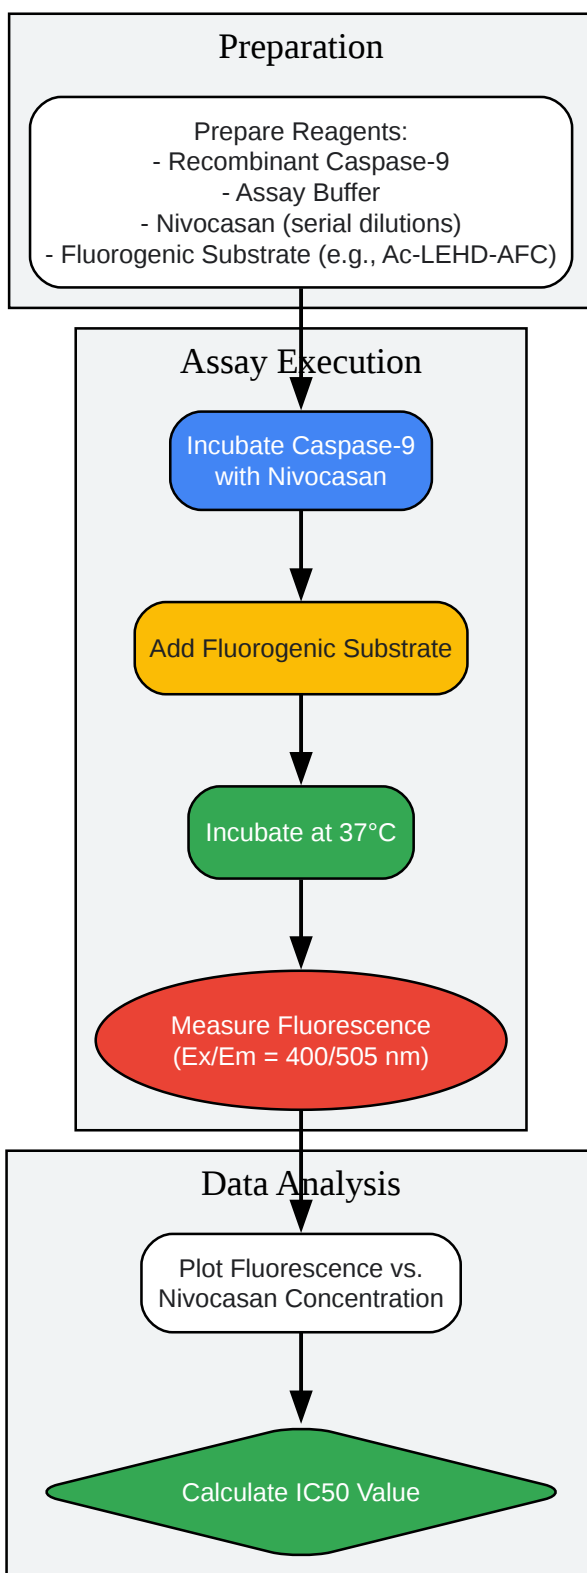 Preparation
Prepare Reagents:
- Recombinant Caspase-9
- Assay Buffer
- Nivocasan (serial dilutions)
- Fluorogenic Substrate (e.g., Ac-LEHD-AFC)
Assay Execution
Incubate Caspase-9
with Nivocasan
Add Fluorogenic Substrate
Incubate at 37°C
Measure Fluorescence
(Ex/Em = 400/505 nm)
Data Analysis
Plot Fluorescence vs.
Nivocasan Concentration
Calculate IC50 Value